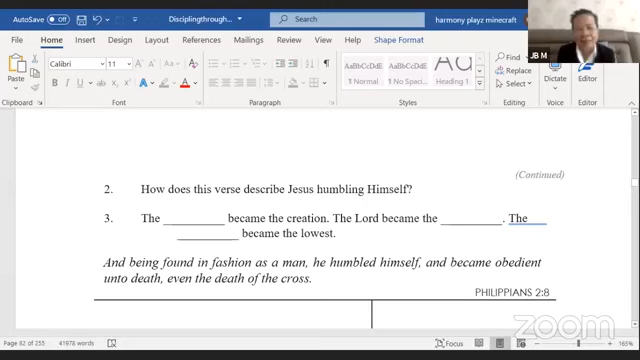 AutoSave Off
Disciplingthrough...
Search
harmony playz minecraft
File Home Insert Draw Design Layout References Mailings Review View Help Shape Format
Paste
Calibri 11
Clipboard Font Paragraph Styles Voice Editor
AaBbCcDdE AaBbCcDdE
1 Normal 1 No Spaci... Heading 1
Find
Replace
Dictate Editor
JB M
(Continued)
2. How does this verse describe Jesus humbling Himself?
3. The __________ became the creation. The Lord became the __________. The
__________ became the lowest.
And being found in fashion as a man, he humbled himself, and became obedient
unto death, even the death of the cross.
PHILIPPIANS 2:8
Page 82 of 255 41978 words Focus 165%
zoom